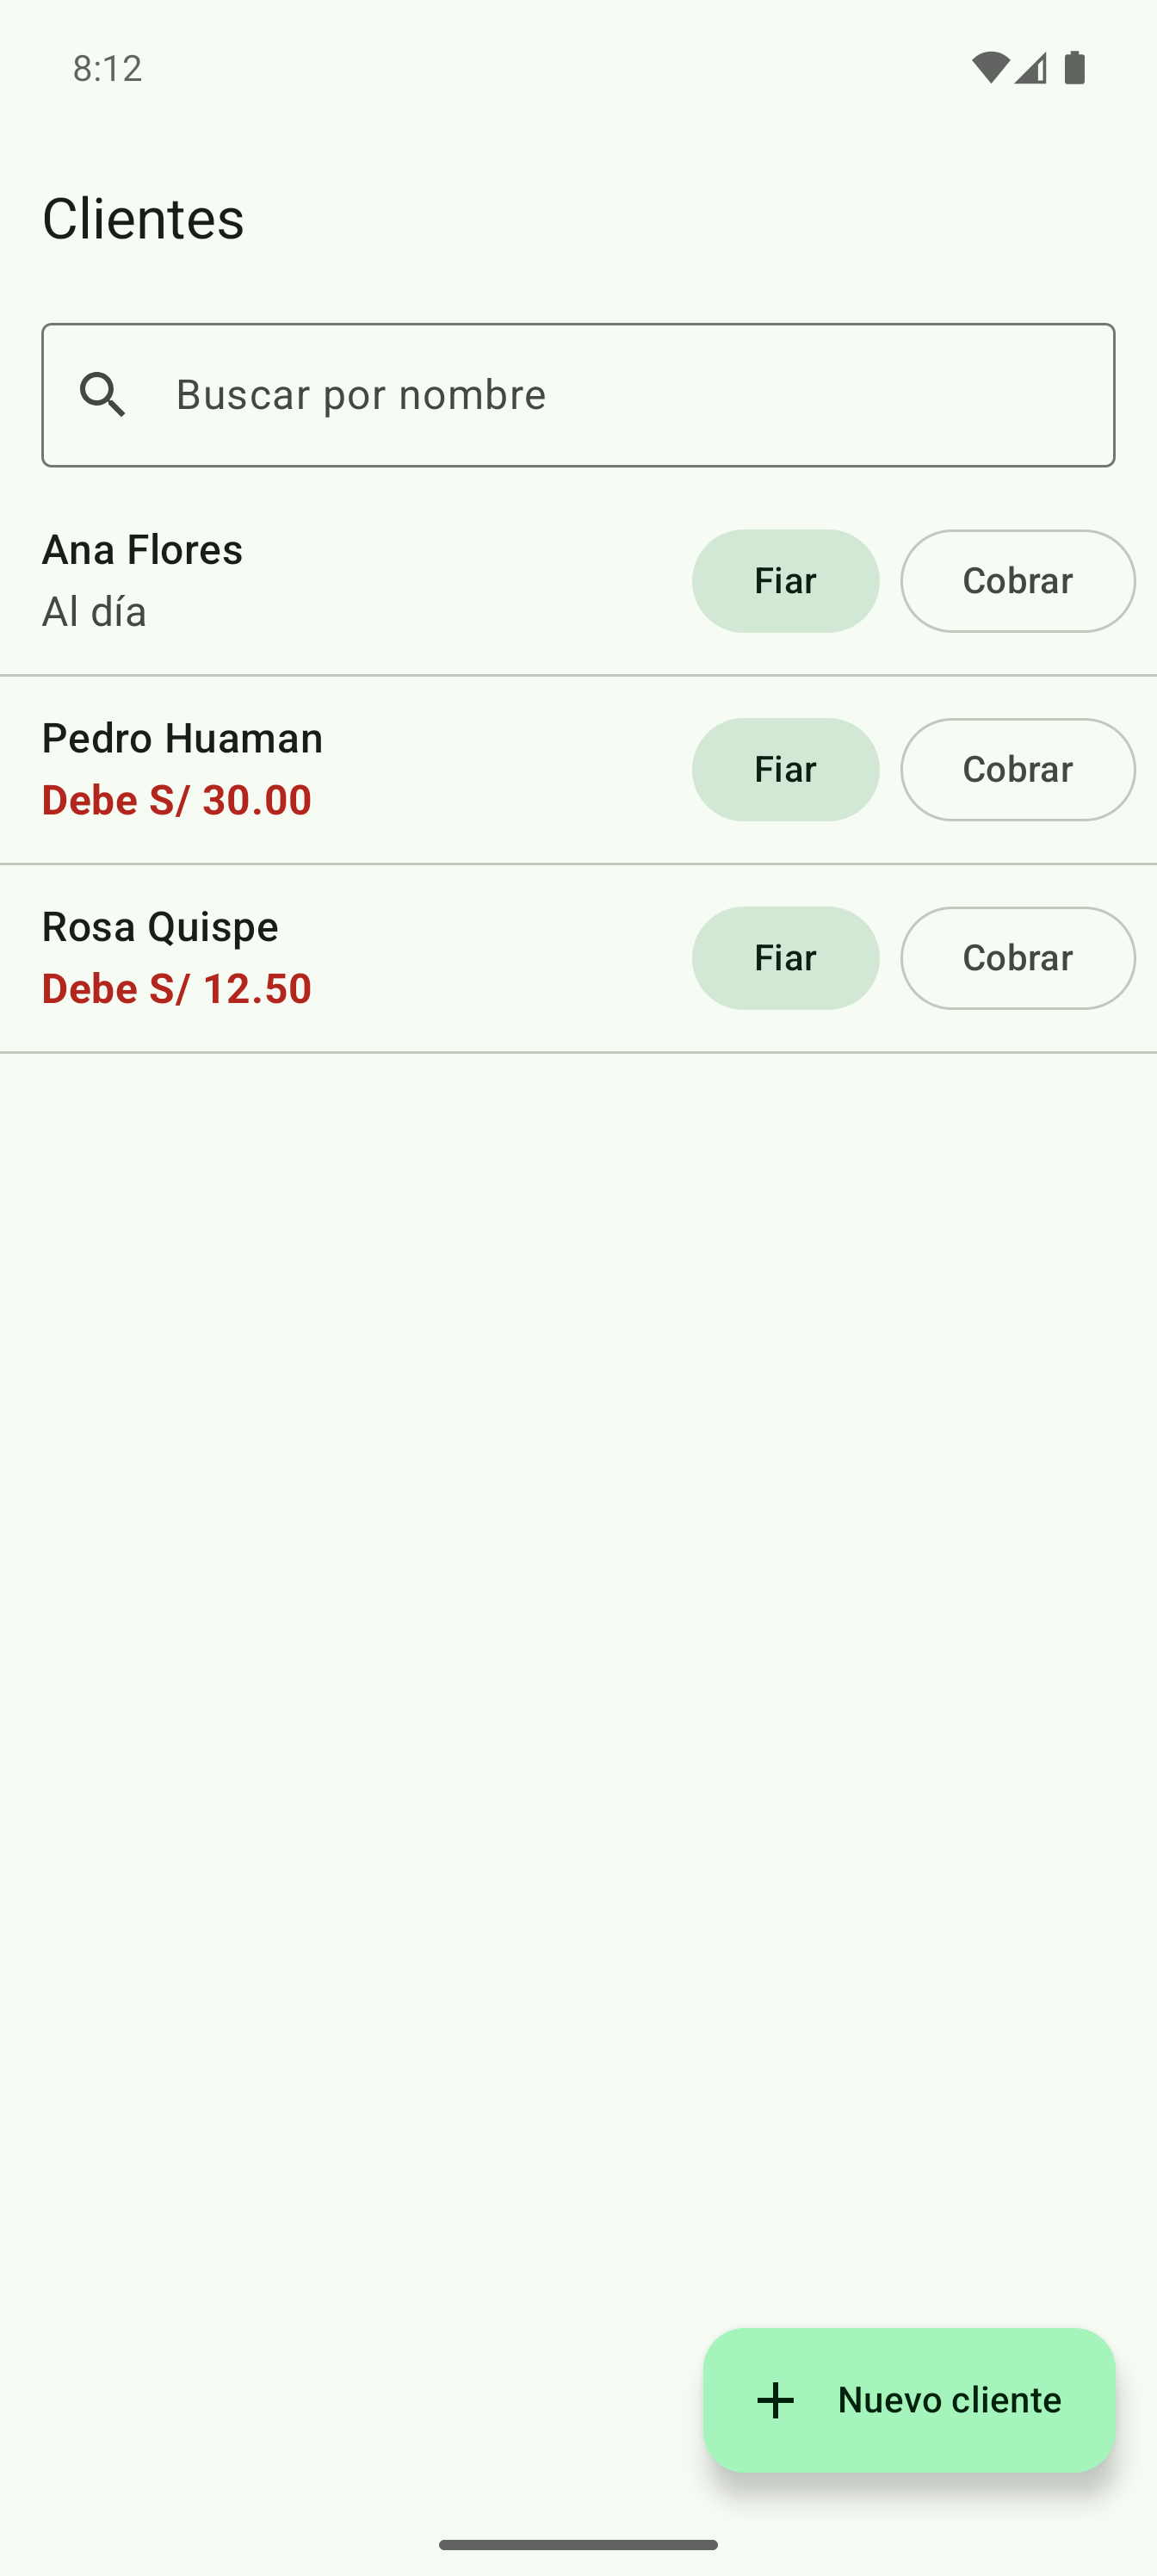 8:12
Clientes
Buscar por nombre
Ana Flores
Al día
Fiar
Cobrar
Pedro Huaman
Debe S/ 30.00
Fiar
Cobrar
Rosa Quispe
Debe S/ 12.50
Fiar
Cobrar
Nuevo cliente